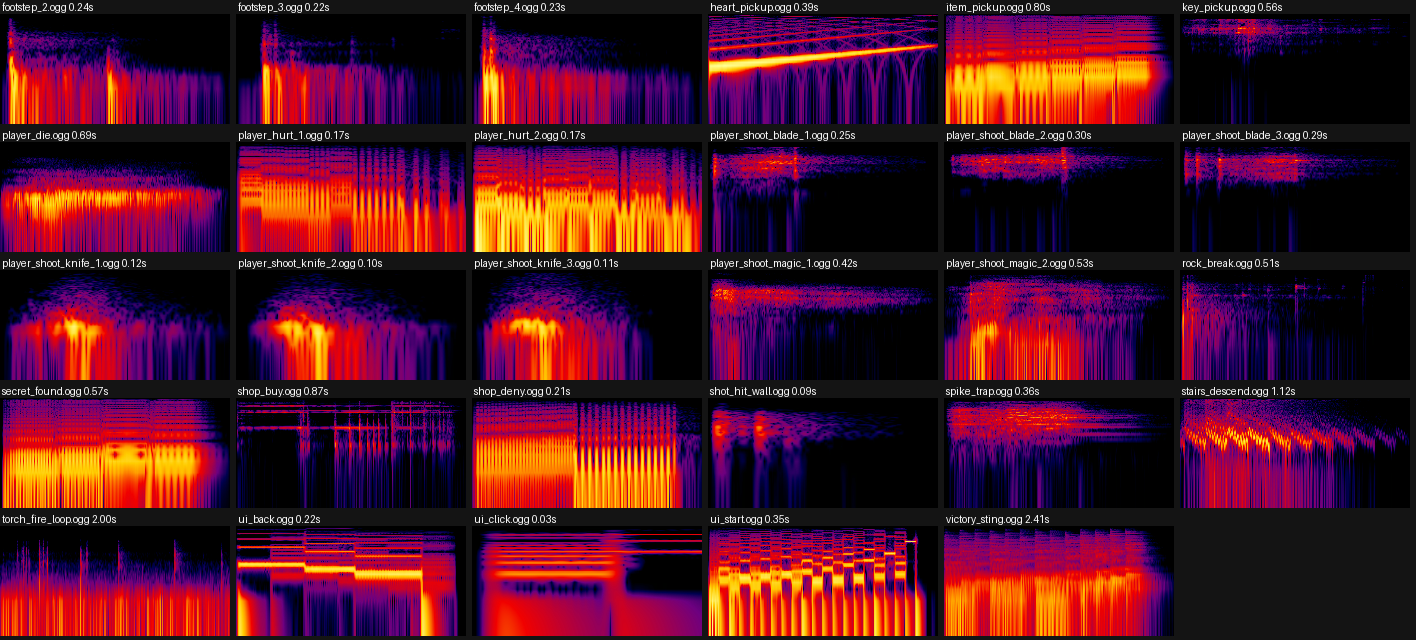 footstep_2.ogg 0.24s
footstep_3.ogg 0.22s
footstep_4.ogg 0.23s
heart_pickup.ogg 0.39s
item_pickup.ogg 0.80s
key_pickup.ogg 0.56s
player_die.ogg 0.69s
player_hurt_1.ogg 0.17s
player_hurt_2.ogg 0.17s
player_shoot_blade_1.ogg 0.25s
player_shoot_blade_2.ogg 0.30s
player_shoot_blade_3.ogg 0.29s
player_shoot_knife_1.ogg 0.12s
player_shoot_knife_2.ogg 0.10s
player_shoot_knife_3.ogg 0.11s
player_shoot_magic_1.ogg 0.42s
player_shoot_magic_2.ogg 0.53s
rock_break.ogg 0.51s
secret_found.ogg 0.57s
shop_buy.ogg 0.87s
shop_deny.ogg 0.21s
shot_hit_wall.ogg 0.09s
spike_trap.ogg 0.36s
stairs_descend.ogg 1.12s
torch_fire_loop.ogg 2.00s
ui_back.ogg 0.22s
ui_click.ogg 0.03s
ui_start.ogg 0.35s
victory_sting.ogg 2.41s